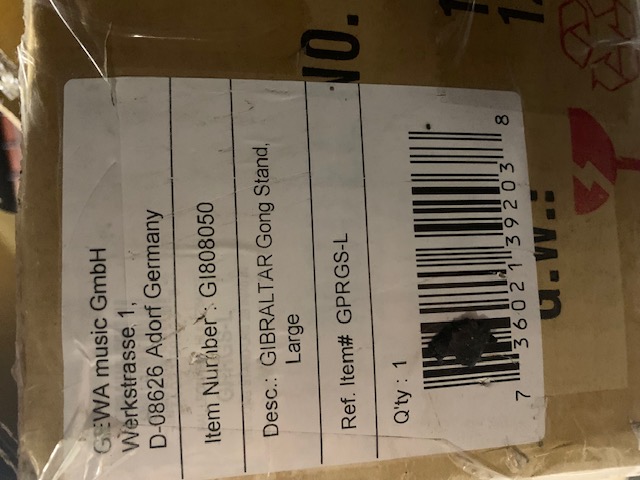 GEWA music GmbH
Werkstrasse 1,
D-08626 Adorf Germany
Item Number : GI808050
Desc.: GIBRALTAR Gong Stand,
Large
Ref. Item# GPRGS-L
Q'ty : 1
7 36021 39203 8
NO.
G.W.: